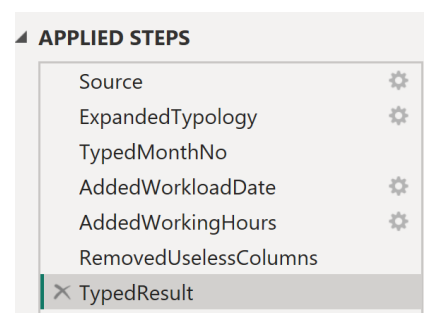 APPLIED STEPS
Source
ExpandedTypology
TypedMonthNo
AddedWorkloadDate
AddedWorkingHours
RemovedUselessColumns
TypedResult